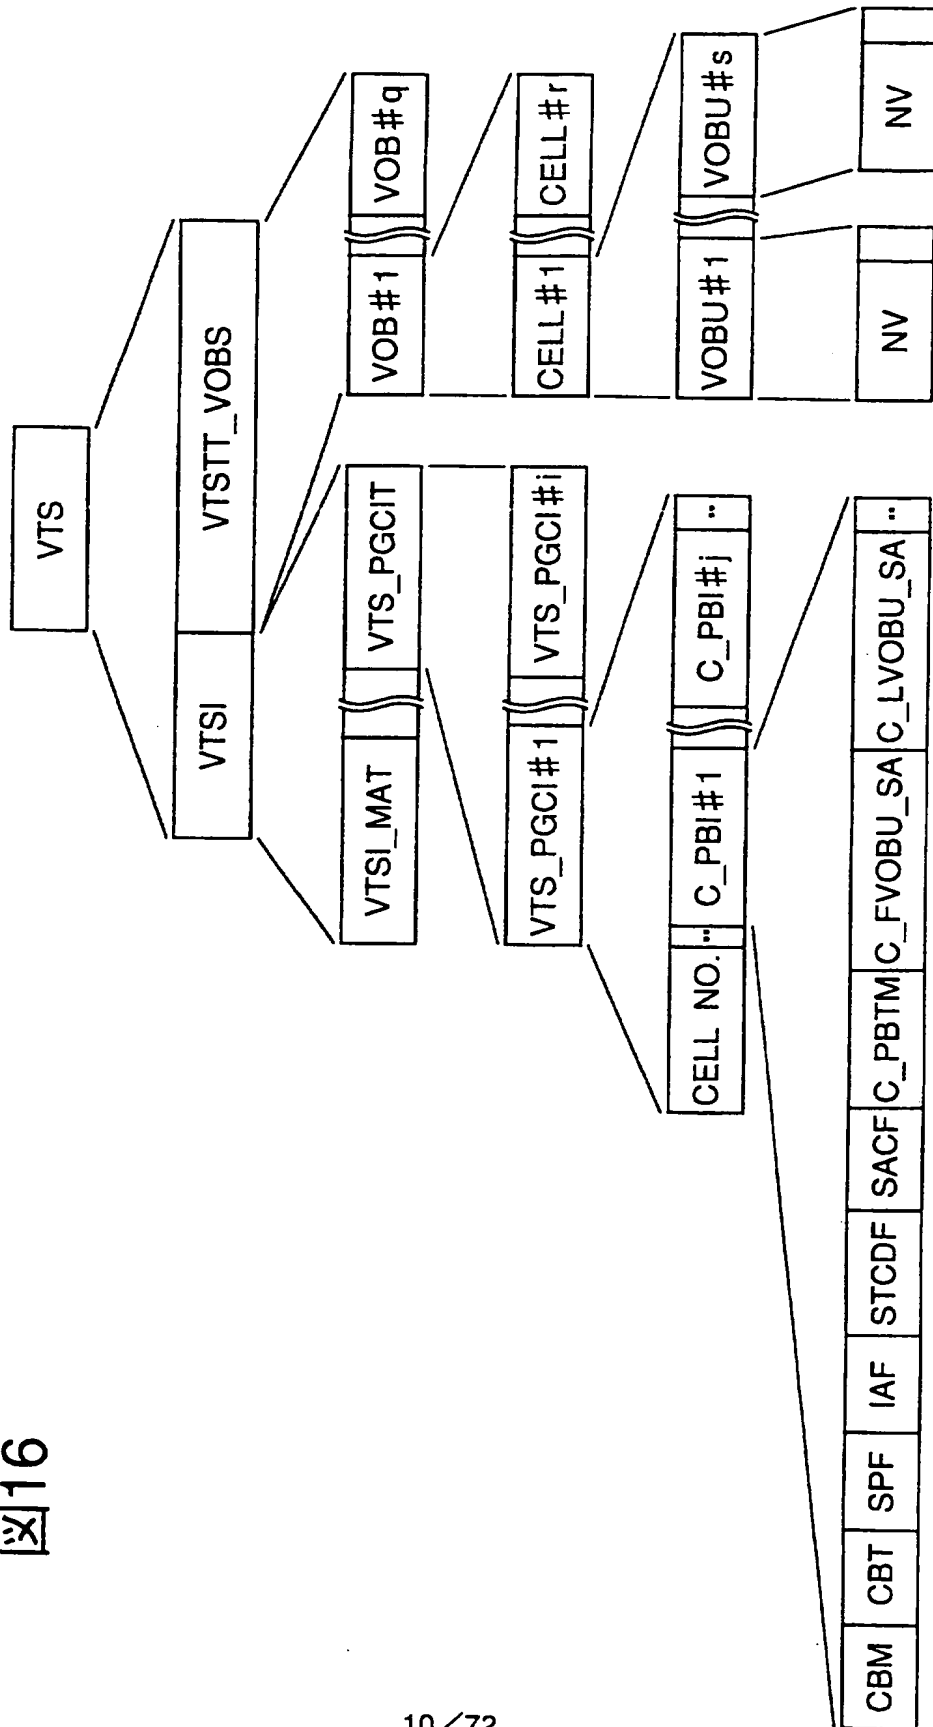 図16
VTS
VTSI VTSTT_VOBS
VTSI_MAT VTS_PGCIT VOB#1 VOB#q
VTS_PGCI#1 VTS_PGCI#i CELL#1 CELL#r
CELL NO. ‥ C_PBI#1 C_PBI#j ‥ VOBU#1 VOBU#s
CBM CBT SPF IAF STCDF SACF C_PBTM C_FVOBU_SA C_LVOBU_SA ‥ NV NV
10/72